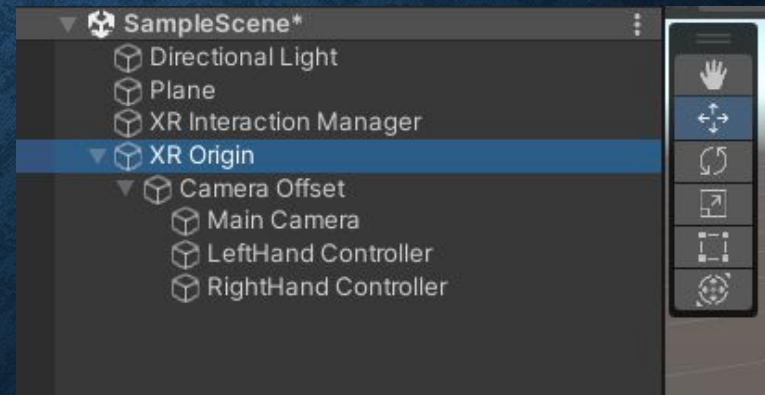 SampleScene*
Directional Light
Plane
XR Interaction Manager
XR Origin
Camera Offset
Main Camera
LeftHand Controller
RightHand Controller